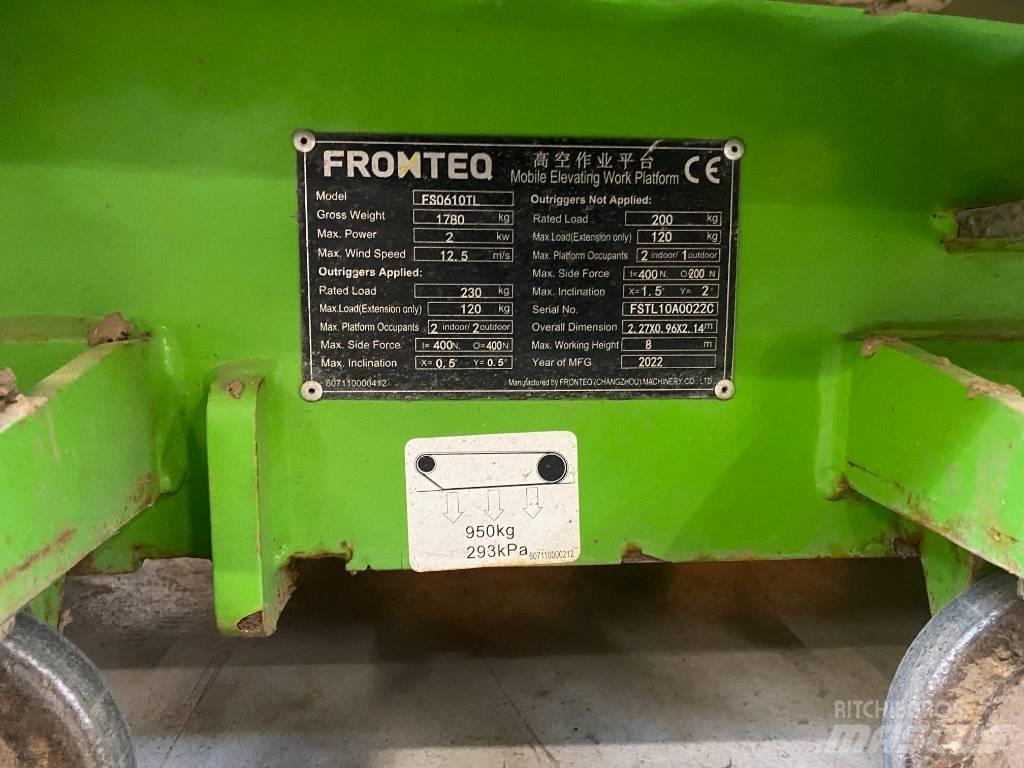 FRONTEQ
高空作业平台
Mobile Elevating Work Platform CE
Model FS0610TL
Gross Weight 1780 kg
Max. Power 2 kw
Max. Wind Speed 12.5 m/s
Outriggers Applied:
Rated Load 230 kg
Max.Load(Extension only) 120 kg
Max. Platform Occupants 2 indoor/ 2 outdoor
Max. Side Force I=400N, O=400N
Max. Inclination X=0.5° Y=0.5°
607110000412
Outriggers Not Applied:
Rated Load 200 kg
Max.Load(Extension only) 120 kg
Max. Platform Occupants 2 indoor/ 1 outdoor
Max. Side Force I=400N, O=200 N
Max. Inclination X=1.5° Y= 2°
Serial No. FSTL10A0022C
Overall Dimension 2.27X0.96X2.14 m
Max. Working Height 8 m
Year of MFG 2022
Manufactured by FRONTEQ (CHANGZHOU) MACHINERY CO., LTD
950kg
293kPa
607110000212
RITCHIE BROS
MASCUS